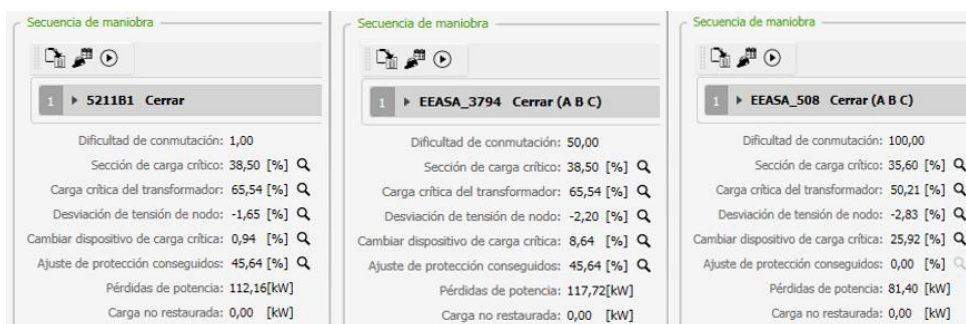 Secuencia de maniobra
1 5211B1 Cerrar
Dificultad de conmutación: 1,00
Sección de carga crítico: 38,50 [%]
Carga crítica del transformador: 65,54 [%]
Desviación de tensión de nodo: -1,65 [%]
Cambiar dispositivo de carga crítica: 0,94 [%]
Ajuste de protección conseguidos: 45,64 [%]
Pérdidas de potencia: 112,16[kW]
Carga no restaurada: 0,00 [kW]
Secuencia de maniobra
1 EEASA_3794 Cerrar (A B C)
Dificultad de conmutación: 50,00
Sección de carga crítico: 38,50 [%]
Carga crítica del transformador: 65,54 [%]
Desviación de tensión de nodo: -2,20 [%]
Cambiar dispositivo de carga crítica: 8,64 [%]
Ajuste de protección conseguidos: 45,64 [%]
Pérdidas de potencia: 117,72[kW]
Carga no restaurada: 0,00 [kW]
Secuencia de maniobra
1 EEASA_508 Cerrar (A B C)
Dificultad de conmutación: 100,00
Sección de carga crítico: 35,60 [%]
Carga crítica del transformador: 50,21 [%]
Desviación de tensión de nodo: -2,83 [%]
Cambiar dispositivo de carga crítica: 25,92 [%]
Ajuste de protección conseguidos: 0,00 [%]
Pérdidas de potencia: 81,40 [kW]
Carga no restaurada: 0,00 [kW]